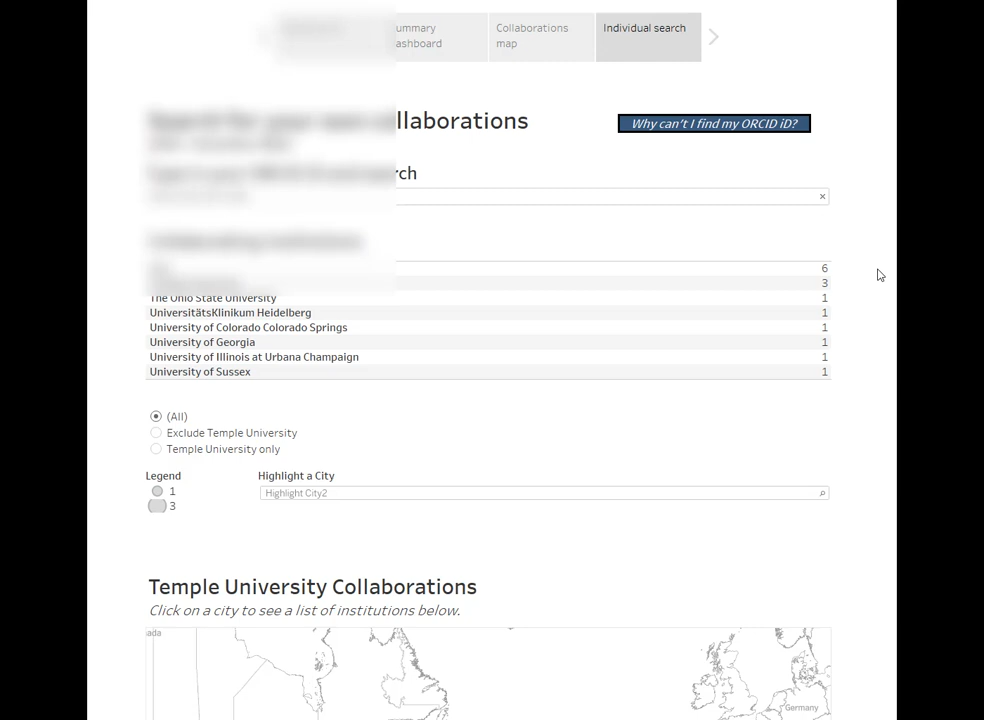 ummary
ashboard
Collaborations
map
Individual search
llaborations
Why can't I find my ORCID iD?
rch
×
6
3
The Ohio State University 1
UniversitätsKlinikum Heidelberg 1
University of Colorado Colorado Springs 1
University of Georgia 1
University of Illinois at Urbana Champaign 1
University of Sussex 1
(All)
Exclude Temple University
Temple University only
Legend
1
3
Highlight a City
Highlight City2
Temple University Collaborations
Click on a city to see a list of institutions below.
ada
Germany